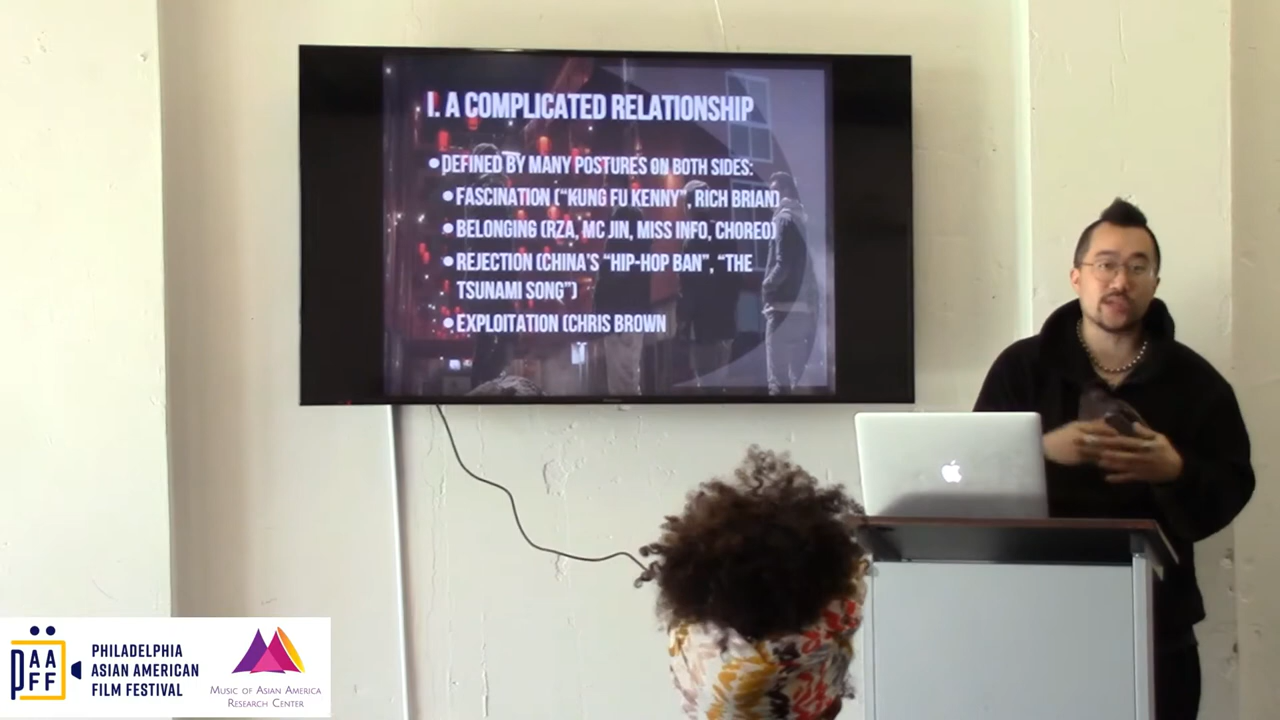 I. A COMPLICATED RELATIONSHIP
•DEFINED BY MANY POSTURES ON BOTH SIDES:
•FASCINATION ("KUNG FU KENNY", RICH BRIAN)
•BELONGING (RZA, MC JIN, MISS INFO, CHOREO)
•REJECTION (CHINA'S "HIP-HOP BAN", "THE
TSUNAMI SONG")
•EXPLOITATION (CHRIS BROWN
PAAFF
PHILADELPHIA
ASIAN AMERICAN
FILM FESTIVAL
MUSIC OF ASIAN AMERICA
RESEARCH CENTER